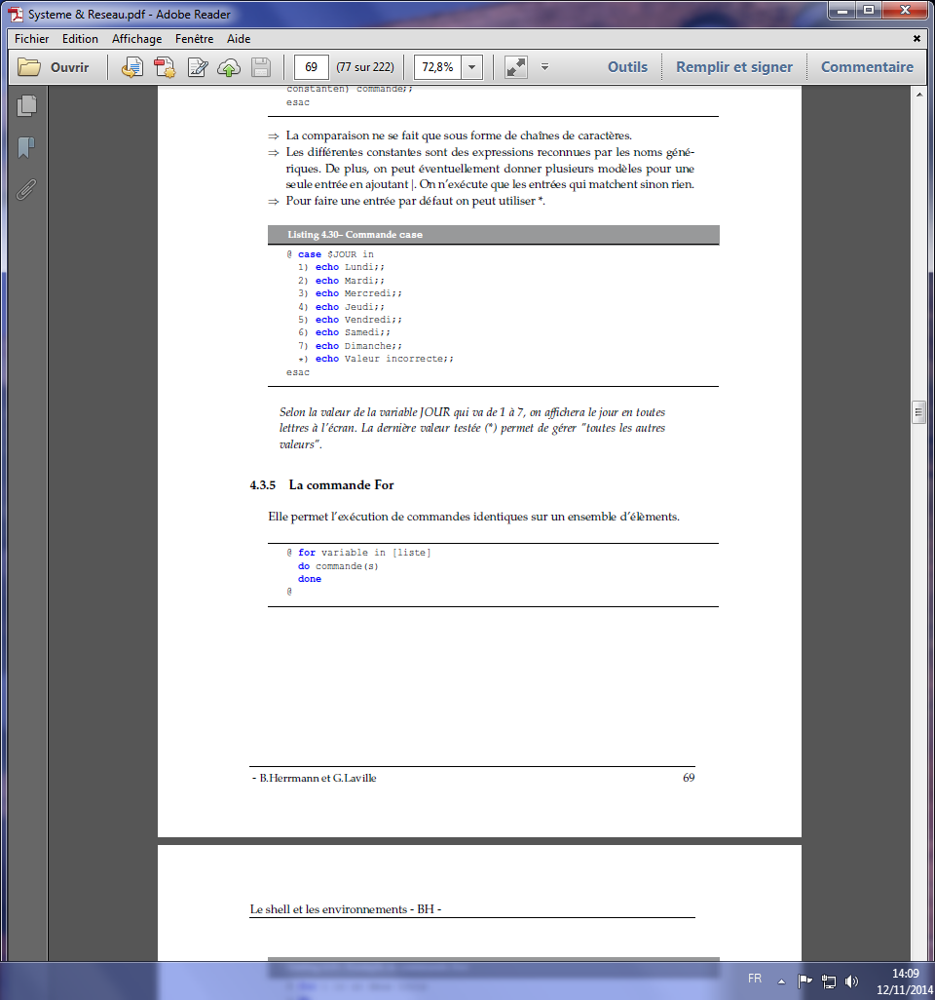 Systeme & Reseau.pdf - Adobe Reader
Fichier Edition Affichage Fenêtre Aide
Ouvrir 69 (77 sur 222) 72,8% Outils Remplir et signer Commentaire
constanten) commande;;
esac
⇒ La comparaison ne se fait que sous forme de chaînes de caractères.
⇒ Les différentes constantes sont des expressions reconnues par les noms géné-
riques. De plus, on peut éventuellement donner plusieurs modèles pour une
seule entrée en ajoutant |. On n'exécute que les entrées qui matchent sinon rien.
⇒ Pour faire une entrée par défaut on peut utiliser *.
Listing 4.30– Commande case
@ case $JOUR in
1) echo Lundi;;
2) echo Mardi;;
3) echo Mercredi;;
4) echo Jeudi;;
5) echo Vendredi;;
6) echo Samedi;;
7) echo Dimanche;;
*) echo Valeur incorrecte;;
esac
Selon la valeur de la variable JOUR qui va de 1 à 7, on affichera le jour en toutes
lettres à l'écran. La dernière valeur testée (*) permet de gérer "toutes les autres
valeurs".
4.3.5 La commande For
Elle permet l'exécution de commandes identiques sur un ensemble d'élèments.
@ for variable in [liste]
do commande(s)
done
@
- B.Herrmann et G.Laville 69
Le shell et les environnements - BH -
FR 14:09
12/11/2014